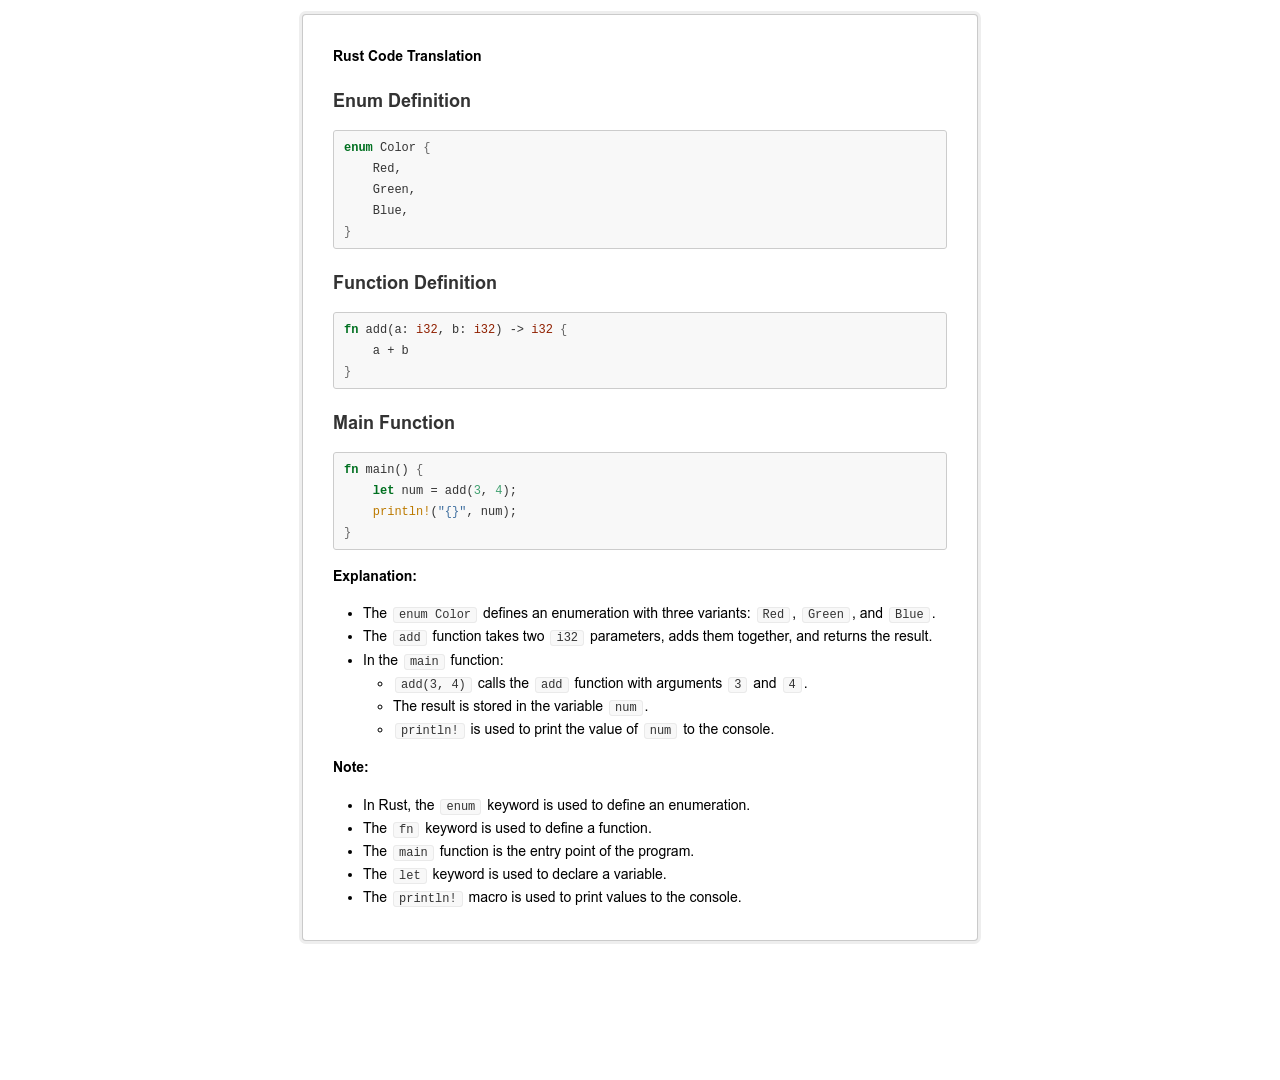 Rust Code Translation
Enum Definition
enum Color {
    Red,
    Green,
    Blue,
}
Function Definition
fn add(a: i32, b: i32) -> i32 {
    a + b
}
Main Function
fn main() {
    let num = add(3, 4);
    println!("{}", num);
}
Explanation:
• The enum Color defines an enumeration with three variants: Red, Green, and Blue.
• The add function takes two i32 parameters, adds them together, and returns the result.
• In the main function:
◦ add(3, 4) calls the add function with arguments 3 and 4.
◦ The result is stored in the variable num.
◦ println! is used to print the value of num to the console.
Note:
• In Rust, the enum keyword is used to define an enumeration.
• The fn keyword is used to define a function.
• The main function is the entry point of the program.
• The let keyword is used to declare a variable.
• The println! macro is used to print values to the console.